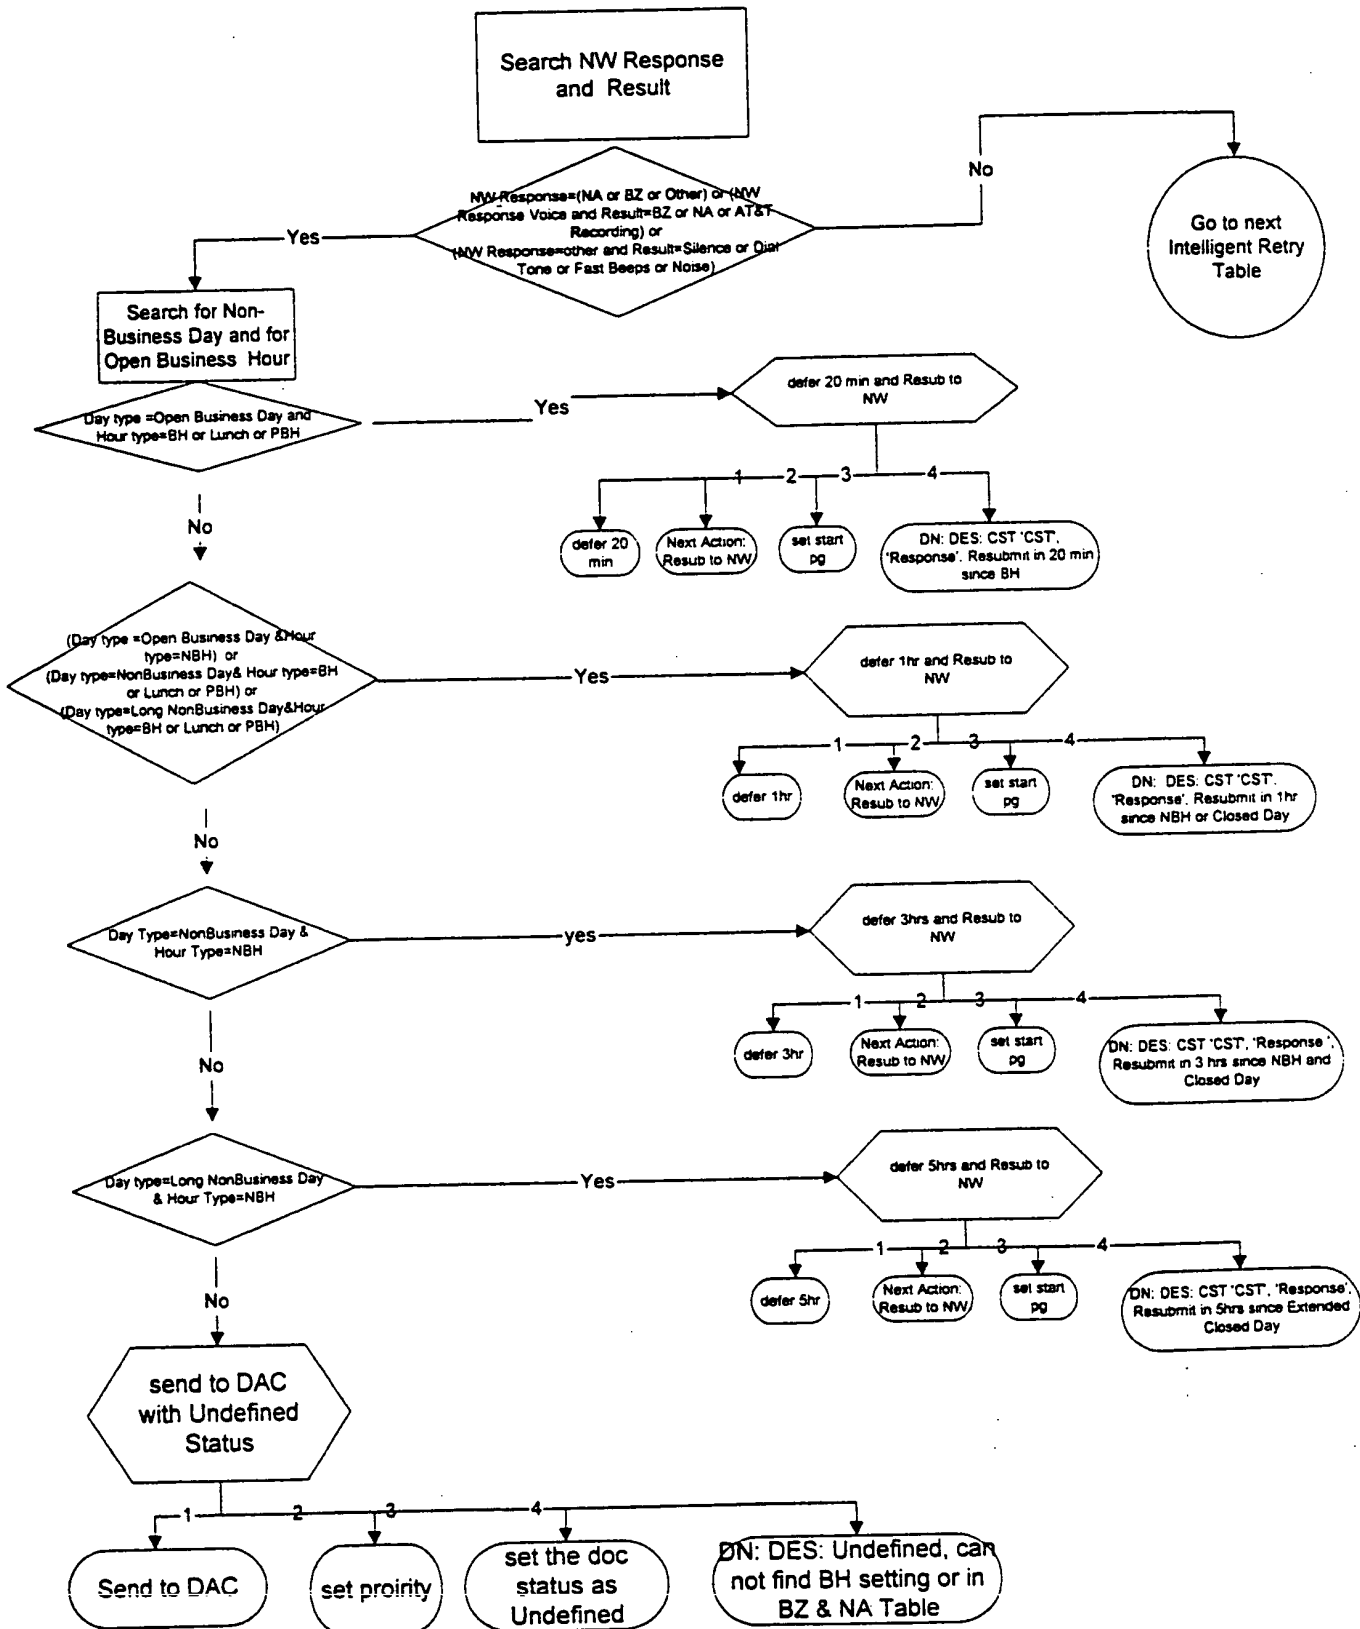 Search NW Response
and Result
NW Response=(NA or BZ or Other) or (NW
Response Voice and Result=BZ or NA or AT&T
Recording) or
(NW Response=other and Result=Silence or Dial
Tone or Fast Beeps or Noise)
No
Go to next
Intelligent Retry
Table
Yes
Search for Non-
Business Day and for
Open Business Hour
Day type =Open Business Day and
Hour type=BH or Lunch or PBH
Yes
defer 20 min and Resub to
NW
1 2 3 4
defer 20
min
Next Action:
Resub to NW
set start
pg
DN: DES: CST 'CST',
'Response', Resubmit in 20 min
since BH
No
(Day type =Open Business Day &Hour
type=NBH) or
(Day type=NonBusiness Day& Hour type=BH
or Lunch or PBH) or
(Day type=Long NonBusiness Day&Hour
type=BH or Lunch or PBH)
Yes
defer 1hr and Resub to
NW
1 2 3 4
defer 1hr
Next Action:
Resub to NW
set start
pg
DN: DES: CST 'CST',
'Response', Resubmit in 1hr
since NBH or Closed Day
No
Day Type=NonBusiness Day &
Hour Type=NBH
yes
defer 3hrs and Resub to
NW
1 2 3 4
defer 3hr
Next Action:
Resub to NW
set start
pg
DN: DES: CST 'CST', 'Response ',
Resubmit in 3 hrs since NBH and
Closed Day
No
Day type=Long NonBusiness Day
& Hour Type=NBH
Yes
defer 5hrs and Resub to
NW
1 2 3 4
defer 5hr
Next Action:
Resub to NW
set start
pg
DN: DES: CST 'CST', 'Response',
Resubmit in 5hrs since Extended
Closed Day
No
send to DAC
with Undefined
Status
1 2 3 4
Send to DAC
set proirity
set the doc
status as
Undefined
DN: DES: Undefined, can
not find BH setting or in
BZ & NA Table